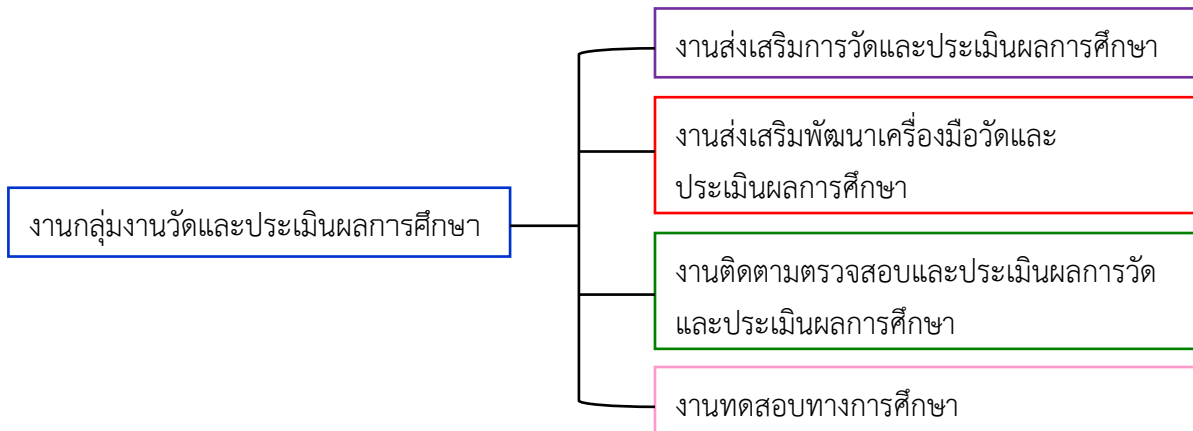 งานส่งเสริมการวัดและประเมินผลการศึกษา
งานส่งเสริมพัฒนาเครื่องมือวัดและ
ประเมินผลการศึกษา
งานกลุ่มงานวัดและประเมินผลการศึกษา
งานติดตามตรวจสอบและประเมินผลการวัด
และประเมินผลการศึกษา
งานทดสอบทางการศึกษา